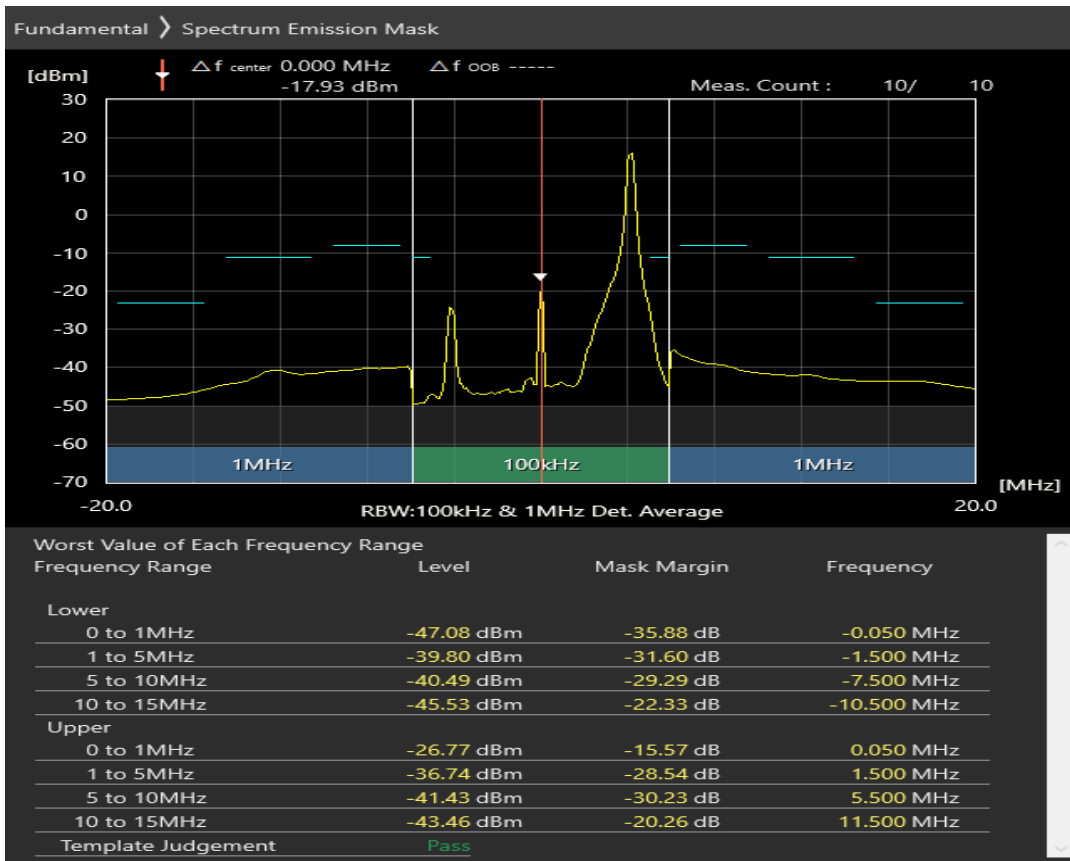 Fundamental ❯ Spectrum Emission Mask
[dBm] △f center 0.000 MHz △f OOB -----
-17.93 dBm Meas. Count : 10/ 10
30
20
10
0
-10
-20
-30
-40
-50
-60
1MHz 100kHz 1MHz
-70 [MHz]
-20.0 RBW:100kHz & 1MHz Det. Average 20.0
Worst Value of Each Frequency Range
Frequency Range Level Mask Margin Frequency
Lower
0 to 1MHz -47.08 dBm -35.88 dB -0.050 MHz
1 to 5MHz -39.80 dBm -31.60 dB -1.500 MHz
5 to 10MHz -40.49 dBm -29.29 dB -7.500 MHz
10 to 15MHz -45.53 dBm -22.33 dB -10.500 MHz
Upper
0 to 1MHz -26.77 dBm -15.57 dB 0.050 MHz
1 to 5MHz -36.74 dBm -28.54 dB 1.500 MHz
5 to 10MHz -41.43 dBm -30.23 dB 5.500 MHz
10 to 15MHz -43.46 dBm -20.26 dB 11.500 MHz
Template Judgement Pass